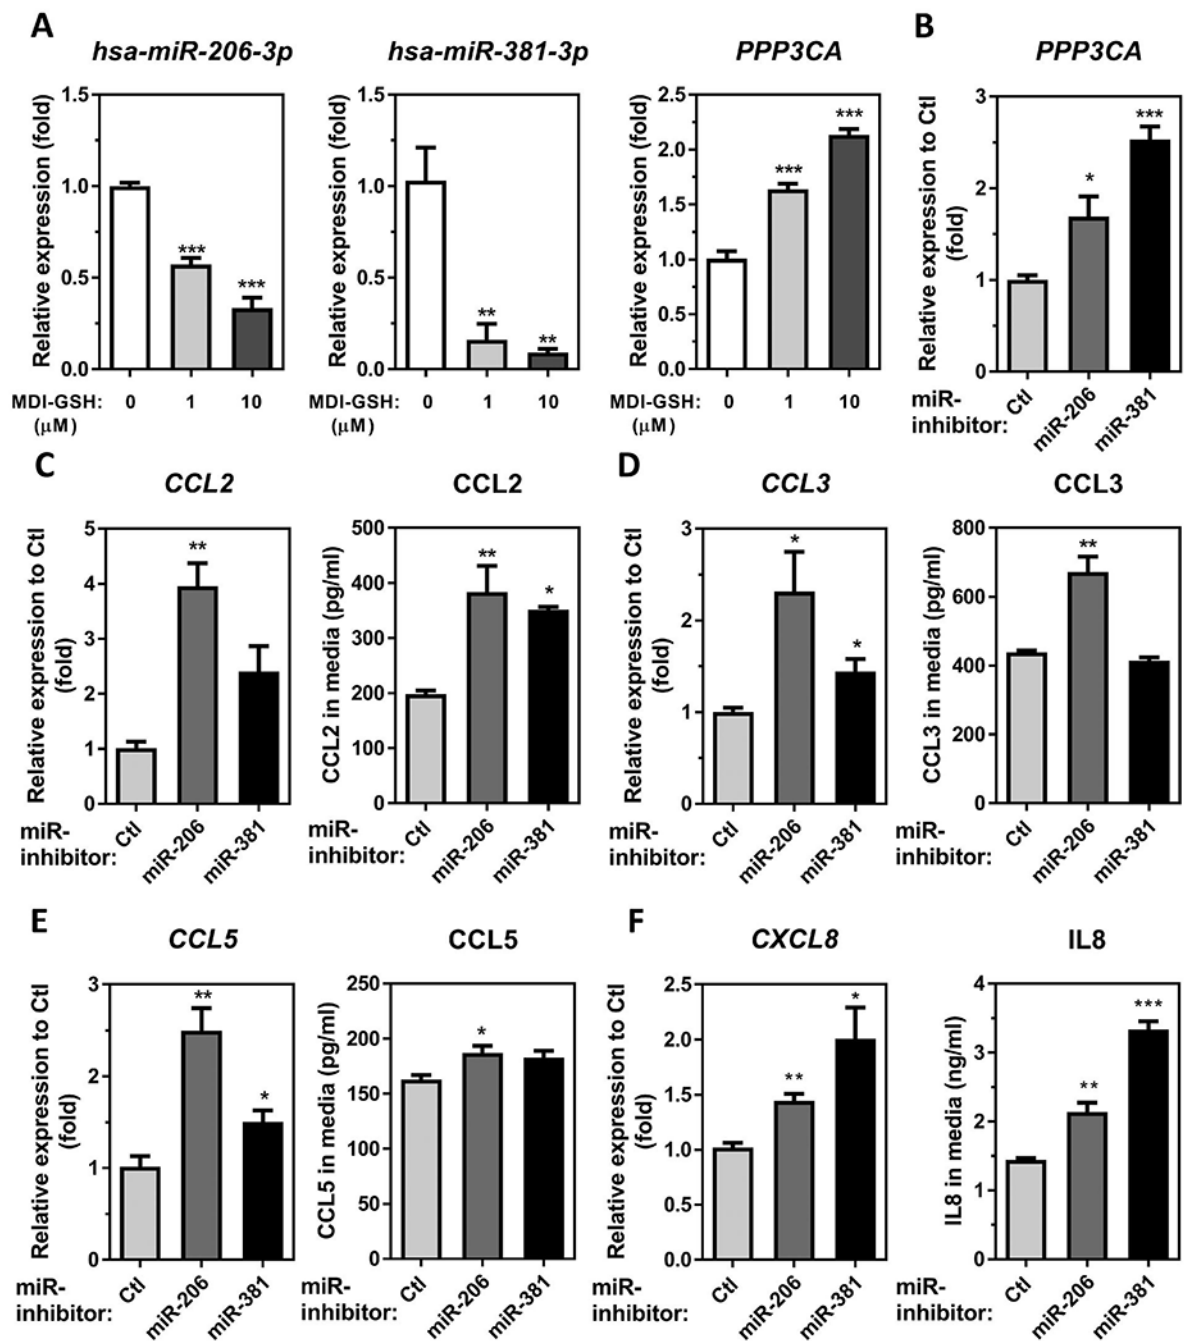 A
hsa-miR-206-3p
Relative expression (fold)
1.5
1.0
0.5
0.0
***
***
MDI-GSH: 0 1 10
(μM)
hsa-miR-381-3p
Relative expression (fold)
1.5
1.0
0.5
0.0
**
**
MDI-GSH: 0 1 10
(μM)
PPP3CA
Relative expression (fold)
2.5
2.0
1.5
1.0
0.5
0.0
***
***
MDI-GSH: 0 1 10
(μM)
B
PPP3CA
Relative expression to Ctl
(fold)
3
2
1
0
*
***
miR-
inhibitor:
Ctl
miR-206
miR-381
C
CCL2
Relative expression to Ctl
(fold)
5
4
3
2
1
0
**
miR-
inhibitor:
Ctl
miR-206
miR-381
CCL2
CCL2 in media (pg/ml)
500
400
300
200
100
0
**
*
miR-
inhibitor:
Ctl
miR-206
miR-381
D
CCL3
Relative expression to Ctl
(fold)
3
2
1
0
*
*
miR-
inhibitor:
Ctl
miR-206
miR-381
CCL3
CCL3 in media (pg/ml)
800
600
400
200
0
**
miR-
inhibitor:
Ctl
miR-206
miR-381
E
CCL5
Relative expression to Ctl
(fold)
3
2
1
0
**
*
miR-
inhibitor:
Ctl
miR-206
miR-381
CCL5
CCL5 in media (pg/ml)
250
200
150
100
50
0
*
miR-
inhibitor:
Ctl
miR-206
miR-381
F
CXCL8
Relative expression to Ctl
(fold)
2.5
2.0
1.5
1.0
0.5
0.0
**
*
miR-
inhibitor:
Ctl
miR-206
miR-381
IL8
IL8 in media (ng/ml)
4
3
2
1
0
**
***
miR-
inhibitor:
Ctl
miR-206
miR-381